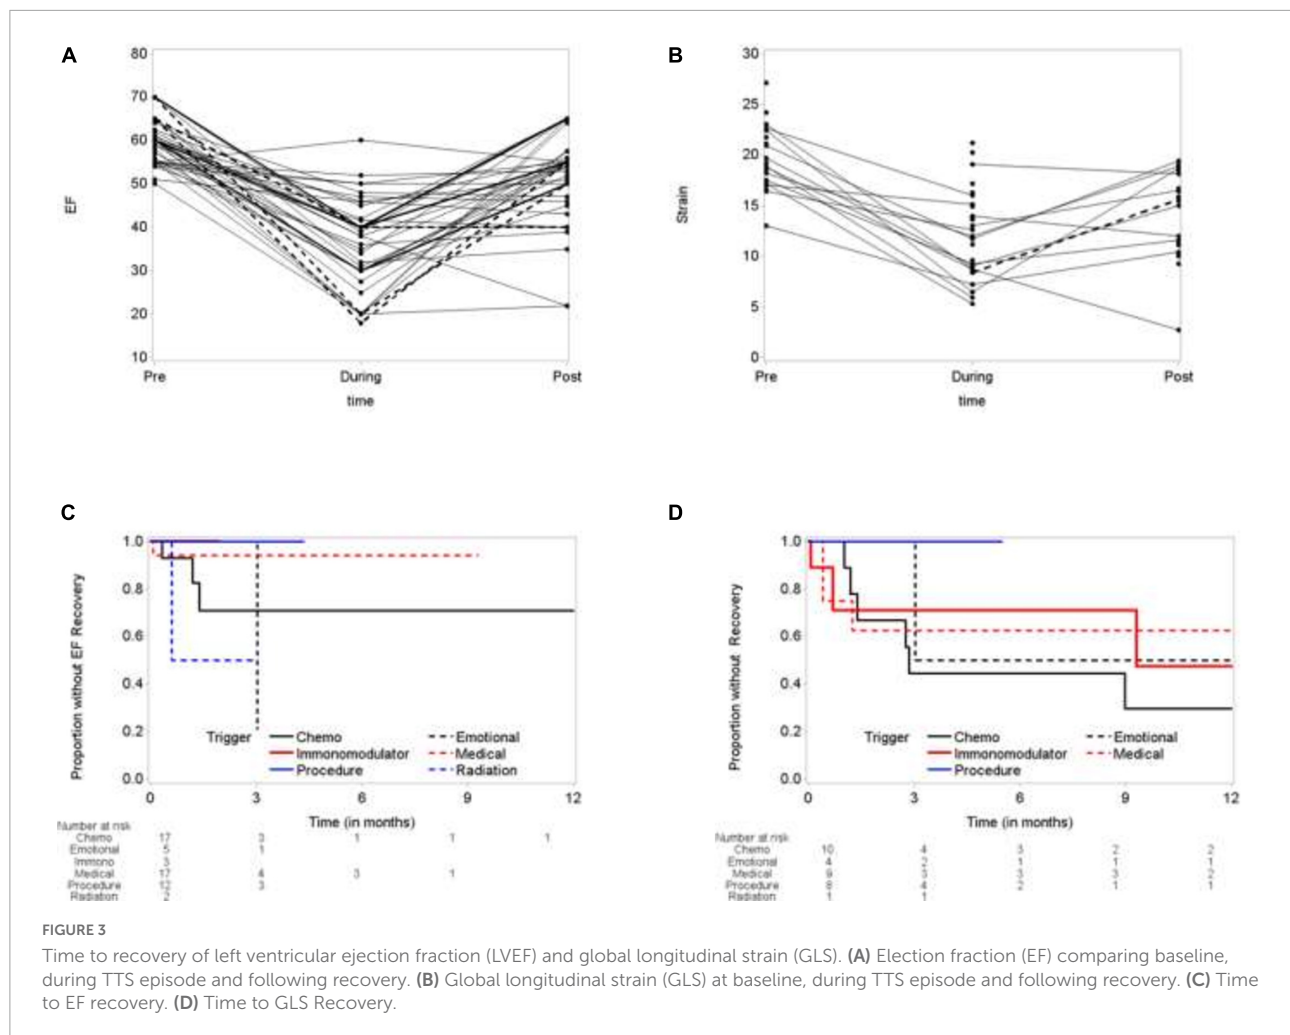 A
80
70
60
50
40
30
20
10
EF
Pre During Post
time
B
30
25
20
15
10
5
0
Strain
Pre During Post
time
C
1.0
0.8
0.6
0.4
0.2
0.0
Proportion without EF Recovery
Trigger Chemo Emotional
Immonomodulator Medical
Procedure Radiation
0 3 6 9 12
Time (in months)
Number at risk
Chemo 17 3 1 1 1
Emotional 5 1
Immono 3
Medical 17 4 3 1
Procedure 12 3
Radiation 2
D
1.0
0.8
0.6
0.4
0.2
0.0
Proportion without Recovery
Trigger Chemo Emotional
Immonomodulator Medical
Procedure
0 3 6 9 12
Time (in months)
Number at risk
Chemo 10 4 3 2 2
Emotional 4 2 1 1 1
Medical 9 3 3 3 2
Procedure 8 4 2 1 1
Radiation 1 1
FIGURE 3
Time to recovery of left ventricular ejection fraction (LVEF) and global longitudinal strain (GLS). (A) Election fraction (EF) comparing baseline,
during TTS episode and following recovery. (B) Global longitudinal strain (GLS) at baseline, during TTS episode and following recovery. (C) Time
to EF recovery. (D) Time to GLS Recovery.